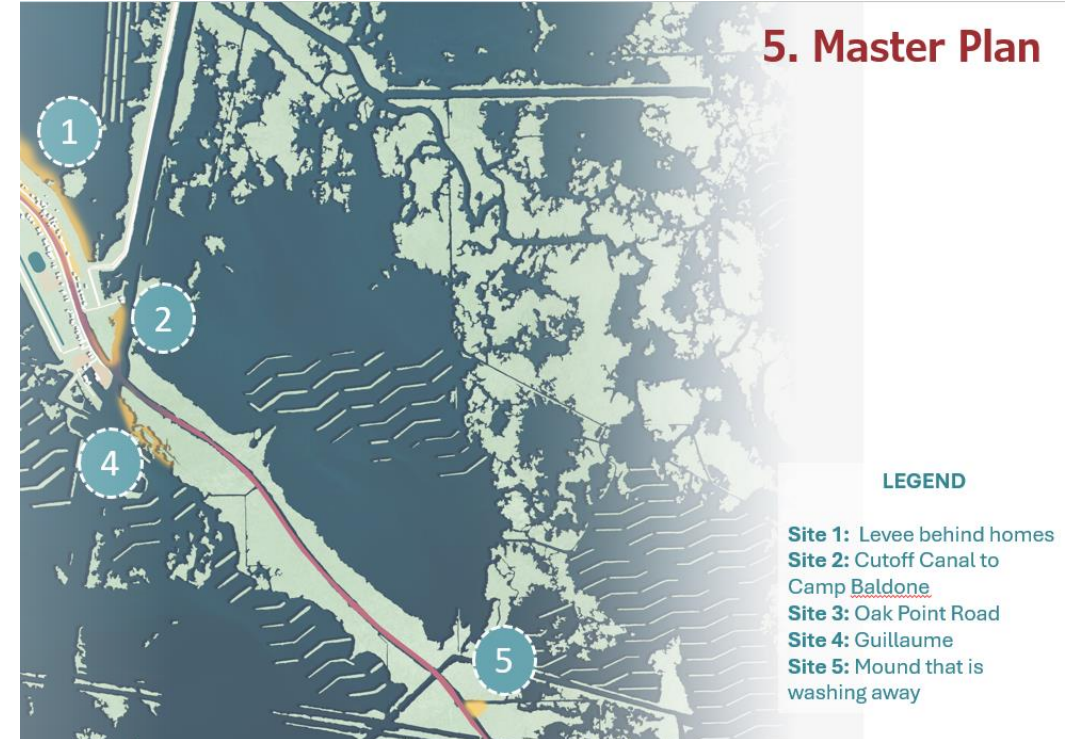 5. Master Plan
1
2
4
5
LEGEND
Site 1: Levee behind homes
Site 2: Cutoff Canal to
Camp Baldone
Site 3: Oak Point Road
Site 4: Guillaume
Site 5: Mound that is
washing away